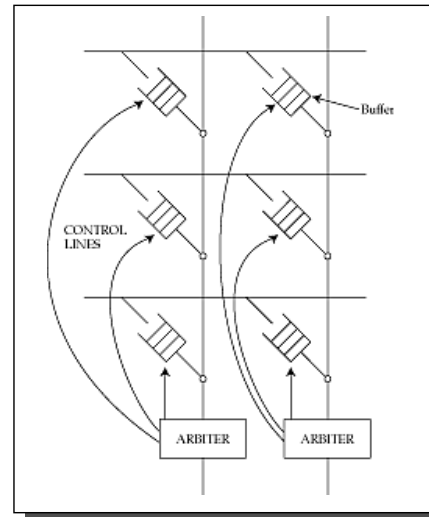 Buffer
CONTROL
LINES
ARBITER
ARBITER